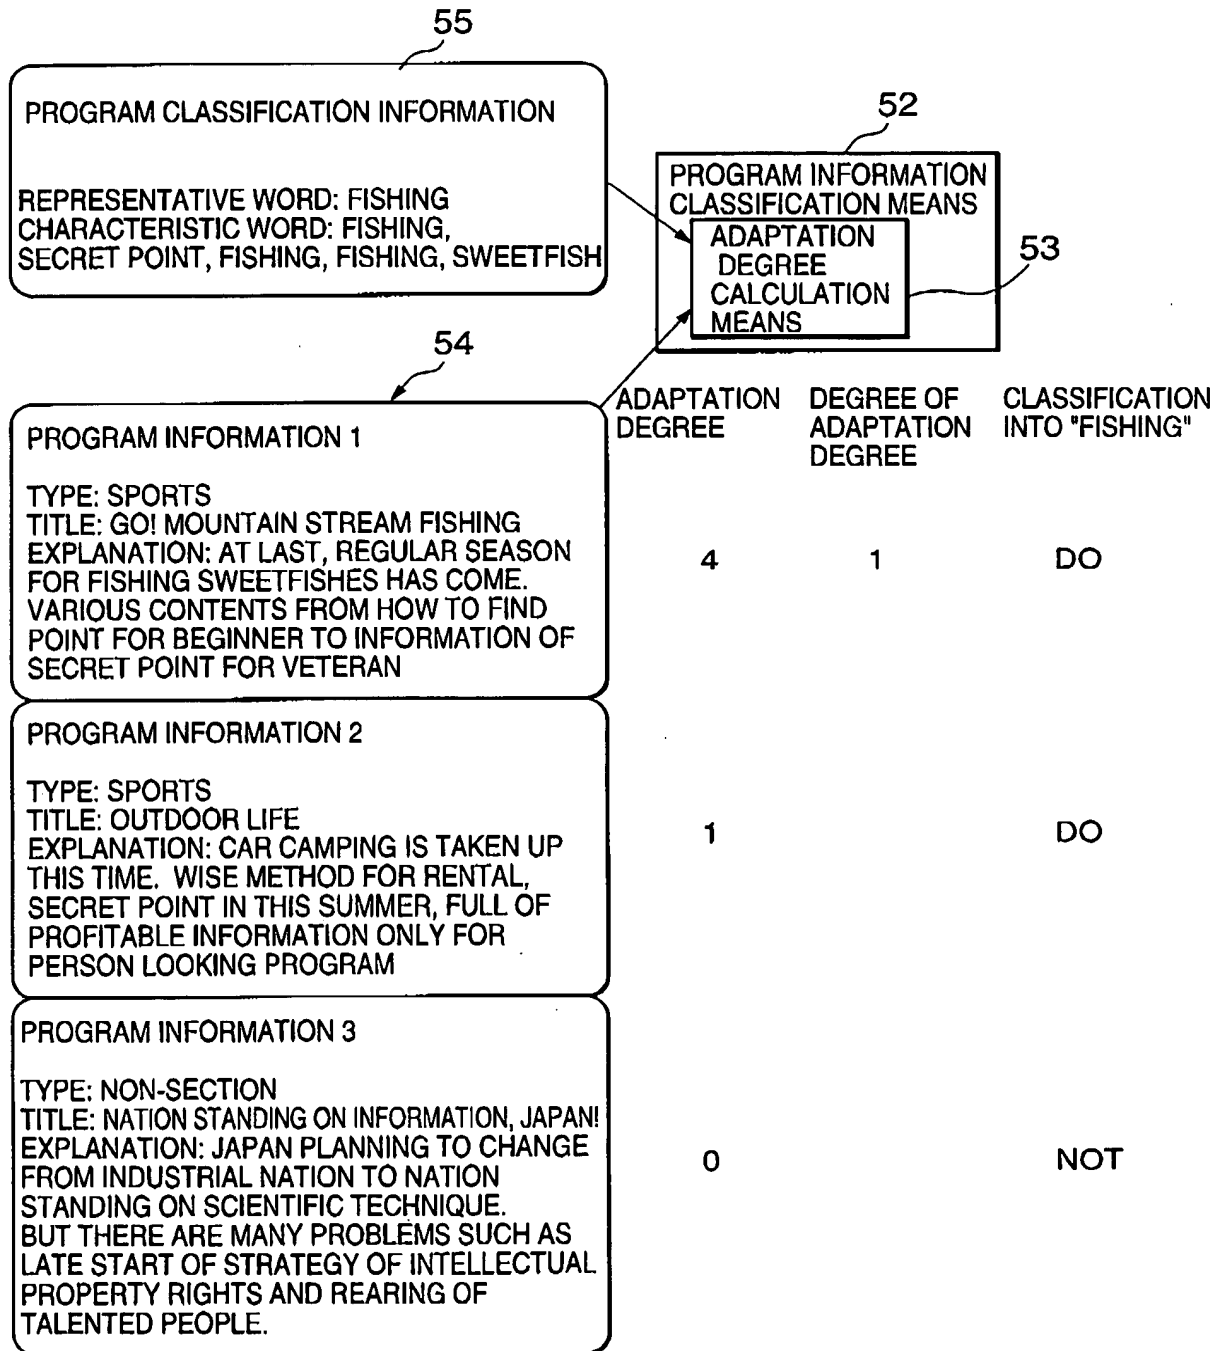 55
PROGRAM CLASSIFICATION INFORMATION
REPRESENTATIVE WORD: FISHING
CHARACTERISTIC WORD: FISHING,
SECRET POINT, FISHING, FISHING, SWEETFISH
52
PROGRAM INFORMATION
CLASSIFICATION MEANS
ADAPTATION
DEGREE
CALCULATION
MEANS
53
54
ADAPTATION
DEGREE
DEGREE OF
ADAPTATION
DEGREE
CLASSIFICATION
INTO "FISHING"
PROGRAM INFORMATION 1
TYPE: SPORTS
TITLE: GO! MOUNTAIN STREAM FISHING
EXPLANATION: AT LAST, REGULAR SEASON
FOR FISHING SWEETFISHES HAS COME.
VARIOUS CONTENTS FROM HOW TO FIND
POINT FOR BEGINNER TO INFORMATION OF
SECRET POINT FOR VETERAN
4 1 DO
PROGRAM INFORMATION 2
TYPE: SPORTS
TITLE: OUTDOOR LIFE
EXPLANATION: CAR CAMPING IS TAKEN UP
THIS TIME. WISE METHOD FOR RENTAL,
SECRET POINT IN THIS SUMMER, FULL OF
PROFITABLE INFORMATION ONLY FOR
PERSON LOOKING PROGRAM
1 DO
PROGRAM INFORMATION 3
TYPE: NON-SECTION
TITLE: NATION STANDING ON INFORMATION, JAPAN!
EXPLANATION: JAPAN PLANNING TO CHANGE
FROM INDUSTRIAL NATION TO NATION
STANDING ON SCIENTIFIC TECHNIQUE.
BUT THERE ARE MANY PROBLEMS SUCH AS
LATE START OF STRATEGY OF INTELLECTUAL
PROPERTY RIGHTS AND REARING OF
TALENTED PEOPLE.
0 NOT